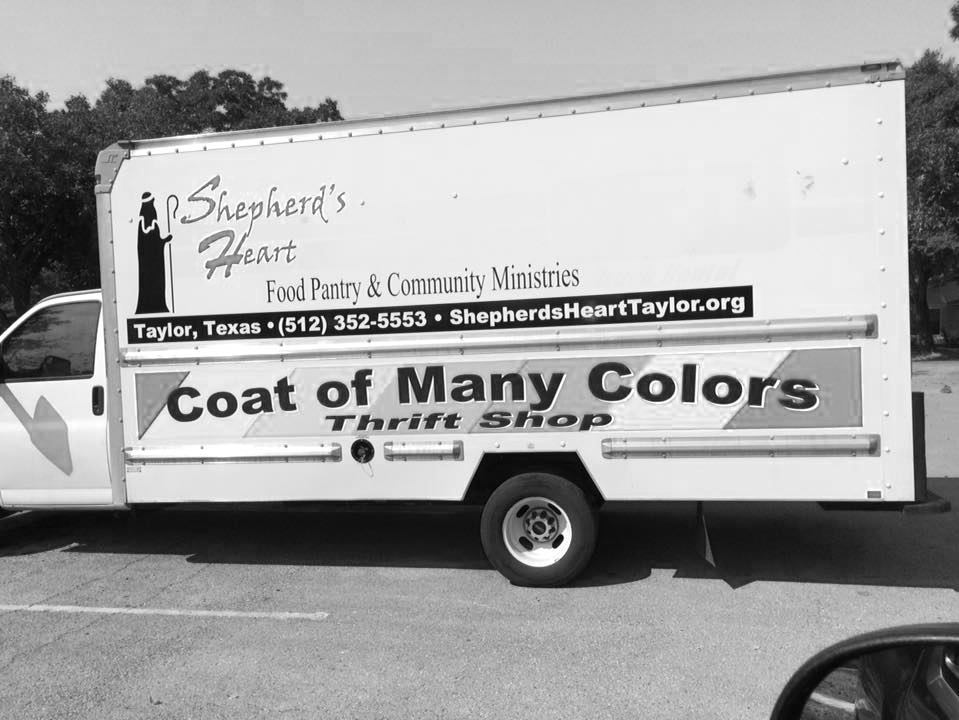 Shepherd's
Heart
Food Pantry & Community Ministries
Taylor, Texas • (512) 352-5553 • ShepherdsHeartTaylor.org
Coat of Many Colors
Thrift Shop